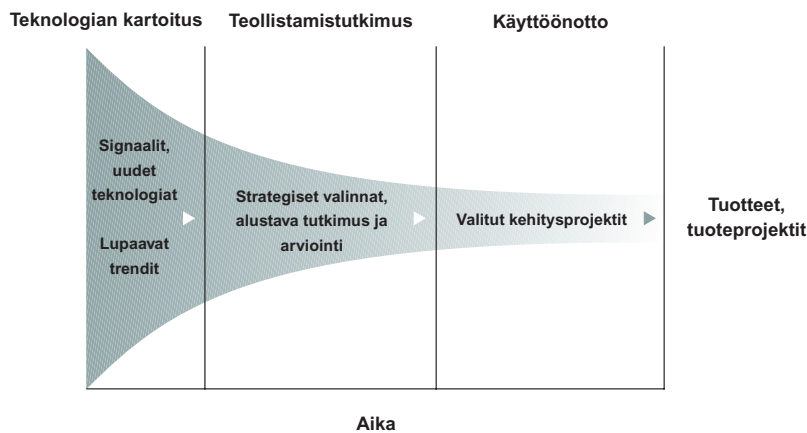 Teknologian kartoitus
Teollistamistutkimus
Käyttöönotto
Signaalit,
uudet
teknologiat
Lupaavat
trendit
Strategiset valinnat,
alustava tutkimus ja
arviointi
Valitut kehitysprojektit
Tuotteet,
tuoteprojektit
Aika